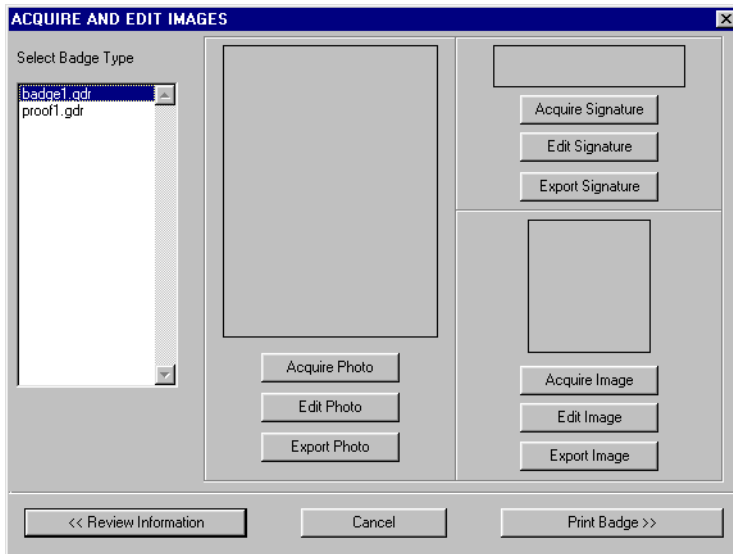 ACQUIRE AND EDIT IMAGES
Select Badge Type
badge1.gdr
proof1.gdr
Acquire Photo
Edit Photo
Export Photo
Acquire Signature
Edit Signature
Export Signature
Acquire Image
Edit Image
Export Image
<< Review Information
Cancel
Print Badge >>